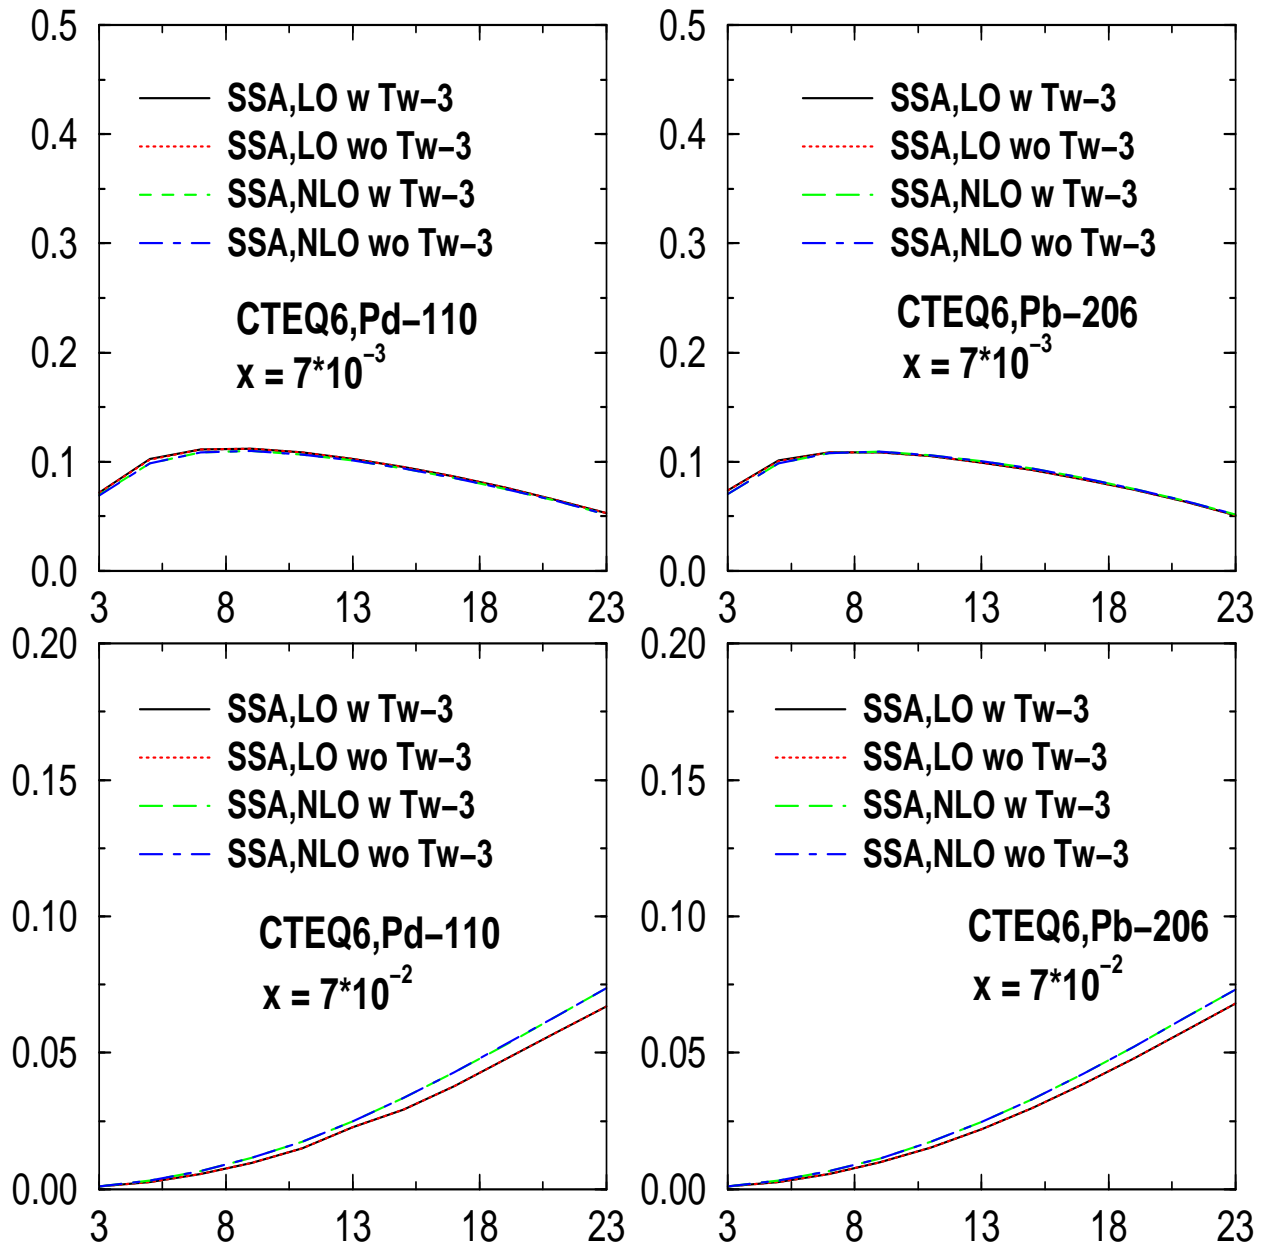 0.5
0.4
0.3
0.2
0.1
0.0
3 8 13 18 23
SSA,LO w Tw−3
SSA,LO wo Tw−3
SSA,NLO w Tw−3
SSA,NLO wo Tw−3
CTEQ6,Pd−110
x = 7*10⁻³
0.5
0.4
0.3
0.2
0.1
0.0
3 8 13 18 23
SSA,LO w Tw−3
SSA,LO wo Tw−3
SSA,NLO w Tw−3
SSA,NLO wo Tw−3
CTEQ6,Pb−206
x = 7*10⁻³
0.20
0.15
0.10
0.05
0.00
3 8 13 18 23
SSA,LO w Tw−3
SSA,LO wo Tw−3
SSA,NLO w Tw−3
SSA,NLO wo Tw−3
CTEQ6,Pd−110
x = 7*10⁻²
0.20
0.15
0.10
0.05
0.00
3 8 13 18 23
SSA,LO w Tw−3
SSA,LO wo Tw−3
SSA,NLO w Tw−3
SSA,NLO wo Tw−3
CTEQ6,Pb−206
x = 7*10⁻²